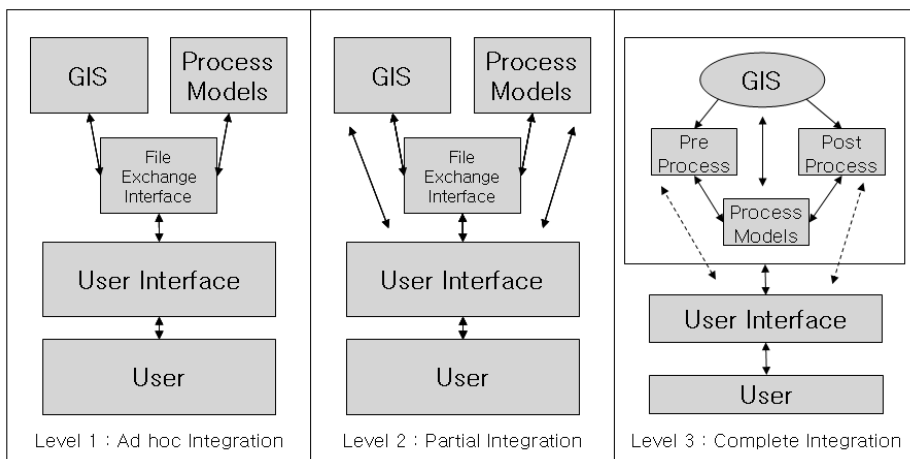 GIS
Process
Models
File
Exchange
Interface
User Interface
User
Level 1 : Ad hoc Integration
GIS
Process
Models
File
Exchange
Interface
User Interface
User
Level 2 : Partial Integration
GIS
Pre
Process
Post
Process
Process
Models
User Interface
User
Level 3 : Complete Integration